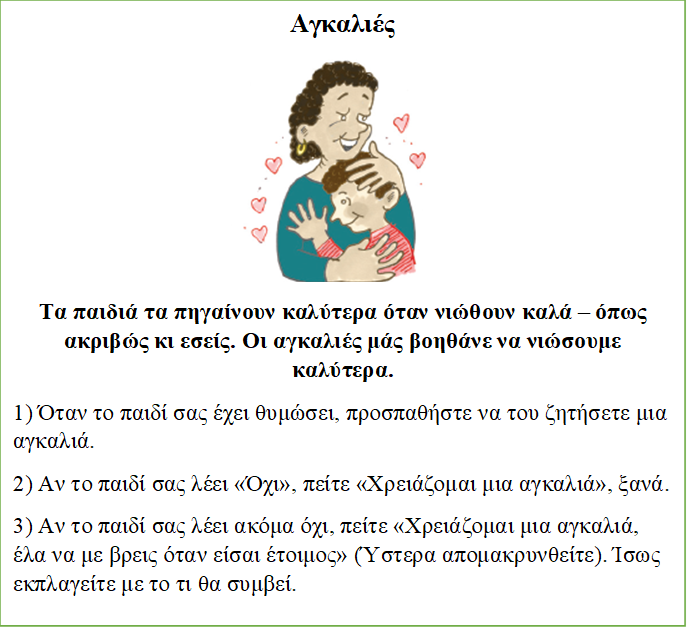 Αγκαλιές
Τα παιδιά τα πηγαίνουν καλύτερα όταν νιώθουν καλά – όπως
ακριβώς κι εσείς. Οι αγκαλιές μάς βοηθάνε να νιώσουμε
καλύτερα.
1) Όταν το παιδί σας έχει θυμώσει, προσπαθήστε να του ζητήσετε μια
αγκαλιά.
2) Αν το παιδί σας λέει «Όχι», πείτε «Χρειάζομαι μια αγκαλιά», ξανά.
3) Αν το παιδί σας λέει ακόμα όχι, πείτε «Χρειάζομαι μια αγκαλιά,
έλα να με βρεις όταν είσαι έτοιμος» (Ύστερα απομακρυνθείτε). Ίσως
εκπλαγείτε με το τι θα συμβεί.